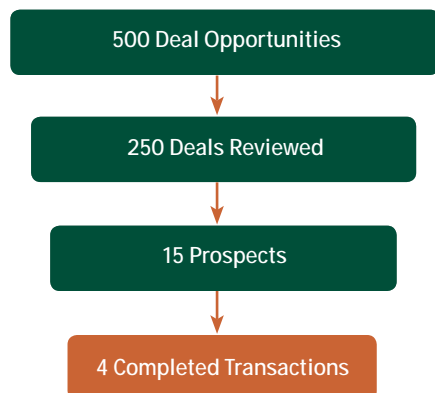 500 Deal Opportunities
250 Deals Reviewed
15 Prospects
4 Completed Transactions